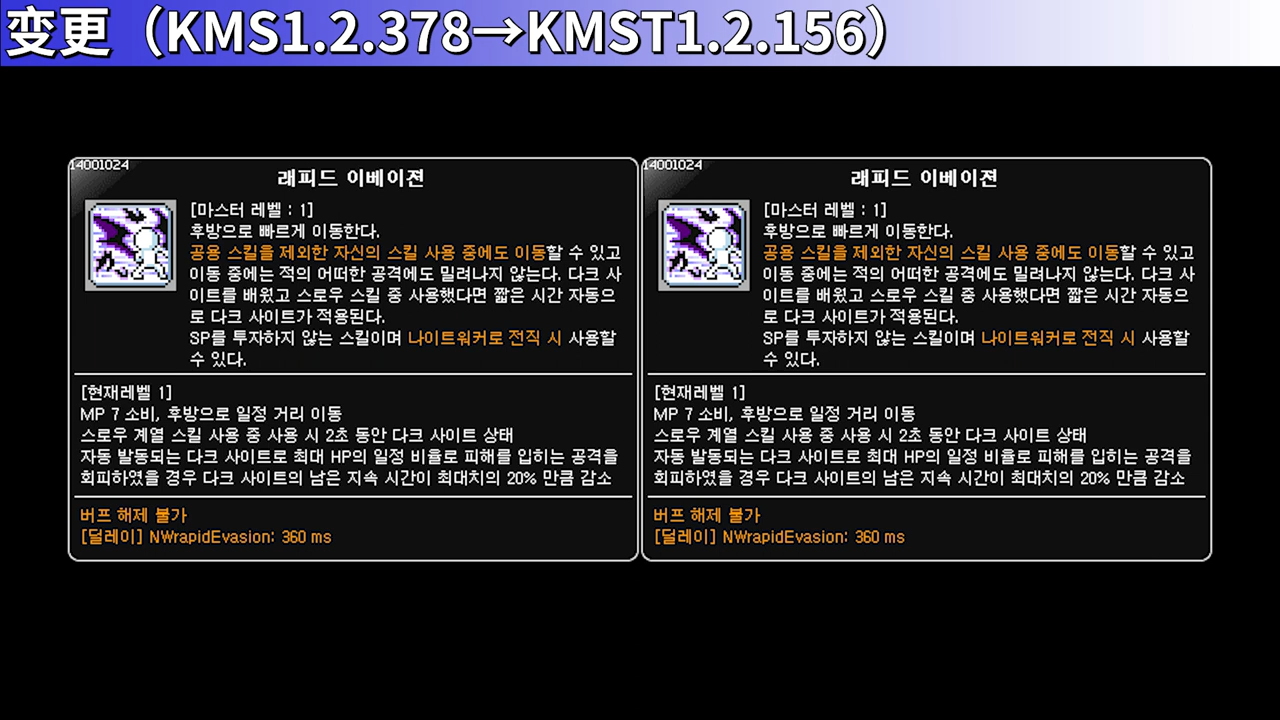 变更（KMS1.2.378→KMST1.2.156）
14001024
래피드 이베이젼
[마스터 레벨 : 1]
후방으로 빠르게 이동한다.
공용 스킬을 제외한 자신의 스킬 사용 중에도 이동할 수 있고
이동 중에는 적의 어떠한 공격에도 밀려나지 않는다. 다크 사
이트를 배웠고 스로우 스킬 중 사용했다면 짧은 시간 자동으
로 다크 사이트가 적용된다.
SP를 투자하지 않는 스킬이며 나이트워커로 전직 시 사용할
수 있다.
[현재레벨 1]
MP 7 소비, 후방으로 일정 거리 이동
스로우 계열 스킬 사용 중 사용 시 2초 동안 다크 사이트 상태
자동 발동되는 다크 사이트로 최대 HP의 일정 비율로 피해를 입히는 공격을
회피하였을 경우 다크 사이트의 남은 지속 시간이 최대치의 20% 만큼 감소
버프 해제 불가
[딜레이] NWrapidEvasion: 360 ms
14001024
래피드 이베이젼
[마스터 레벨 : 1]
후방으로 빠르게 이동한다.
공용 스킬을 제외한 자신의 스킬 사용 중에도 이동할 수 있고
이동 중에는 적의 어떠한 공격에도 밀려나지 않는다. 다크 사
이트를 배웠고 스로우 스킬 중 사용했다면 짧은 시간 자동으
로 다크 사이트가 적용된다.
SP를 투자하지 않는 스킬이며 나이트워커로 전직 시 사용할
수 있다.
[현재레벨 1]
MP 7 소비, 후방으로 일정 거리 이동
스로우 계열 스킬 사용 중 사용 시 2초 동안 다크 사이트 상태
자동 발동되는 다크 사이트로 최대 HP의 일정 비율로 피해를 입히는 공격을
회피하였을 경우 다크 사이트의 남은 지속 시간이 최대치의 20% 만큼 감소
버프 해제 불가
[딜레이] NWrapidEvasion: 360 ms